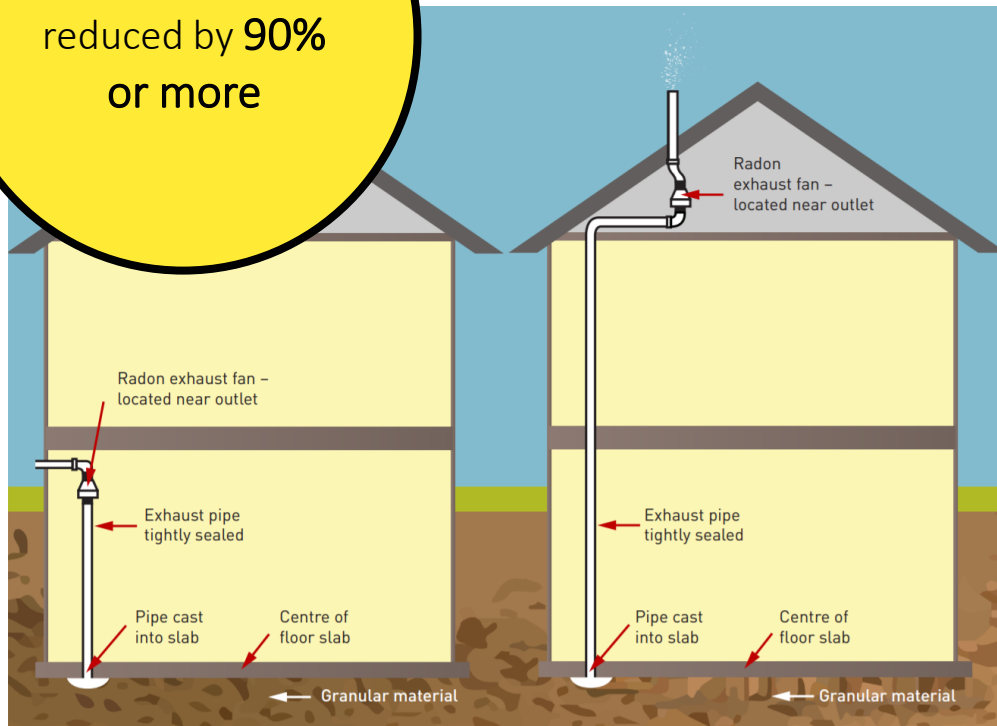 reduced by 90%
or more
Radon
exhaust fan –
located near outlet
Radon exhaust fan –
located near outlet
Exhaust pipe
tightly sealed
Exhaust pipe
tightly sealed
Pipe cast
into slab
Centre of
floor slab
Pipe cast
into slab
Centre of
floor slab
Granular material
Granular material